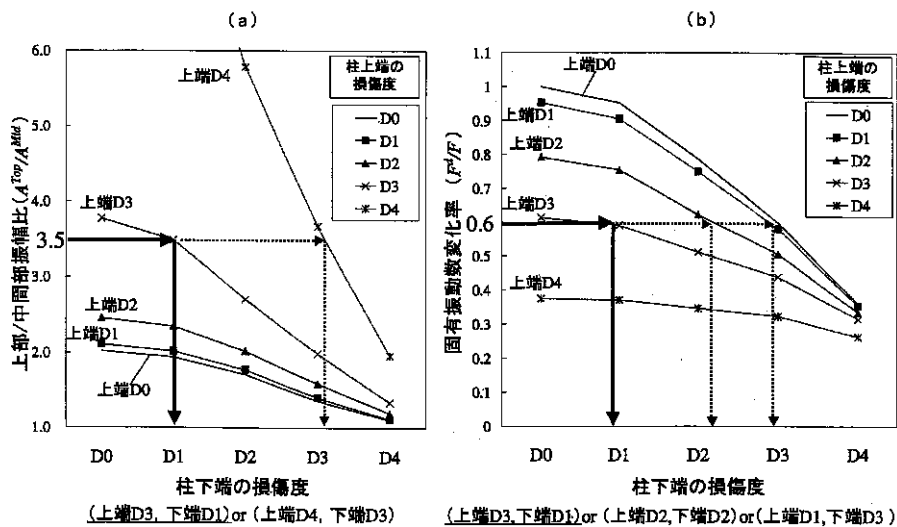 (a)
6.0
5.0
4.0
3.5
3.0
2.0
1.0
上部/中間部振幅比 (A^Top/A^Mid)
上端D4
上端D3
上端D2
上端D1
上端D0
柱上端の
損傷度
D0
D1
D2
D3
D4
D0 D1 D2 D3 D4
柱下端の損傷度
(上端D3, 下端D1) or (上端D4, 下端D3)
(b)
1.1
1
0.9
0.8
0.7
0.6
0.5
0.4
0.3
0.2
0.1
0
固有振動数変化率 (F^d/F)
上端D0
上端D1
上端D2
上端D3
上端D4
柱上端の
損傷度
D0
D1
D2
D3
D4
D0 D1 D2 D3 D4
柱下端の損傷度
(上端D3,下端D1) or (上端D2,下端D2) or (上端D1,下端D3)